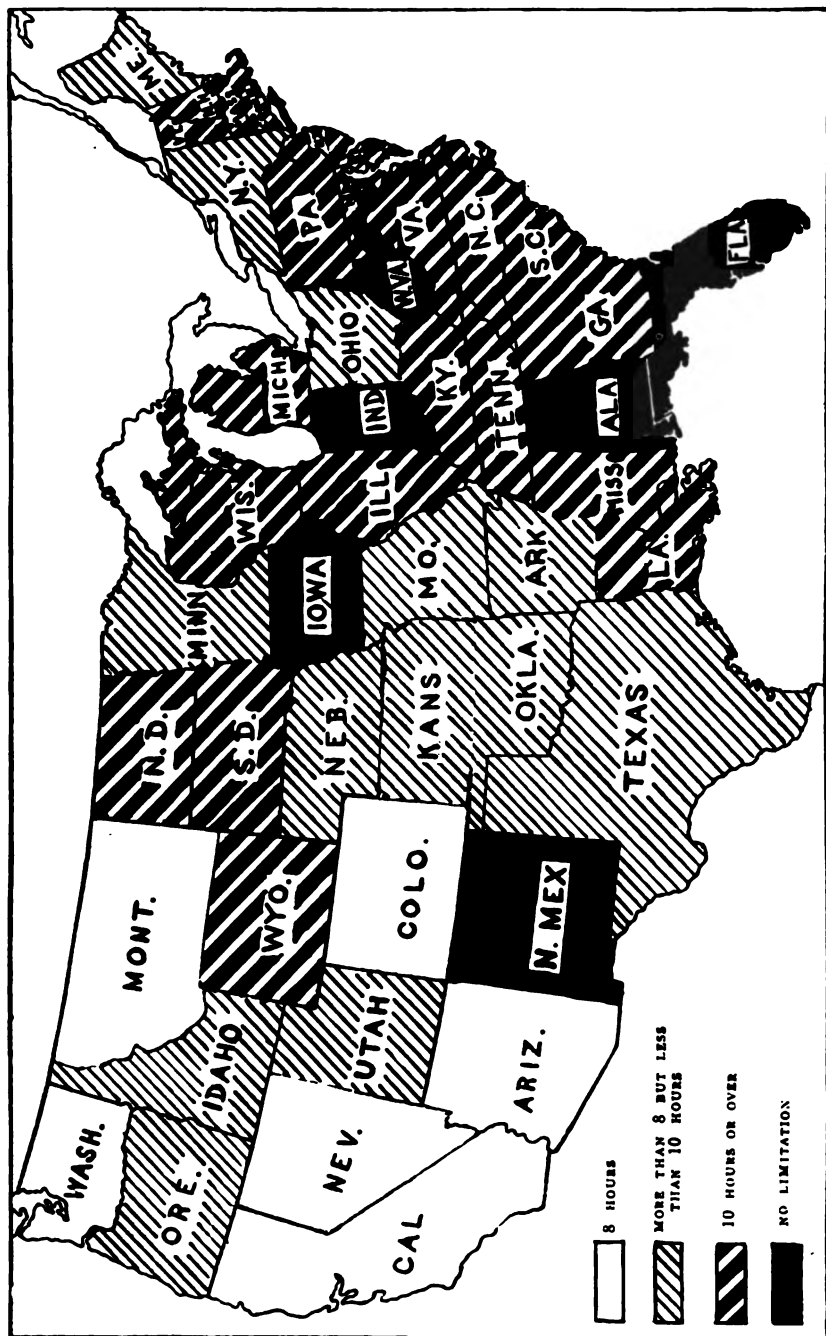 WASH.
MONT.
N. D.
MINN
ME.
ORE.
IDAHO
WYO.
S. D.
WIS.
MICH
N.Y.
NEV.
UTAH
COLO.
NEB.
IOWA
ILL
IND
OHIO
PA
CAL
ARIZ.
N. MEX
KANS
MO.
KY.
W.VA
VA.
OKLA.
ARK
TENN
N.C.
TEXAS
LA.
MISS
ALA
GA
S.C
FLA
8 HOURS
MORE THAN 8 BUT LESS
THAN 10 HOURS
10 HOURS OR OVER
NO LIMITATION